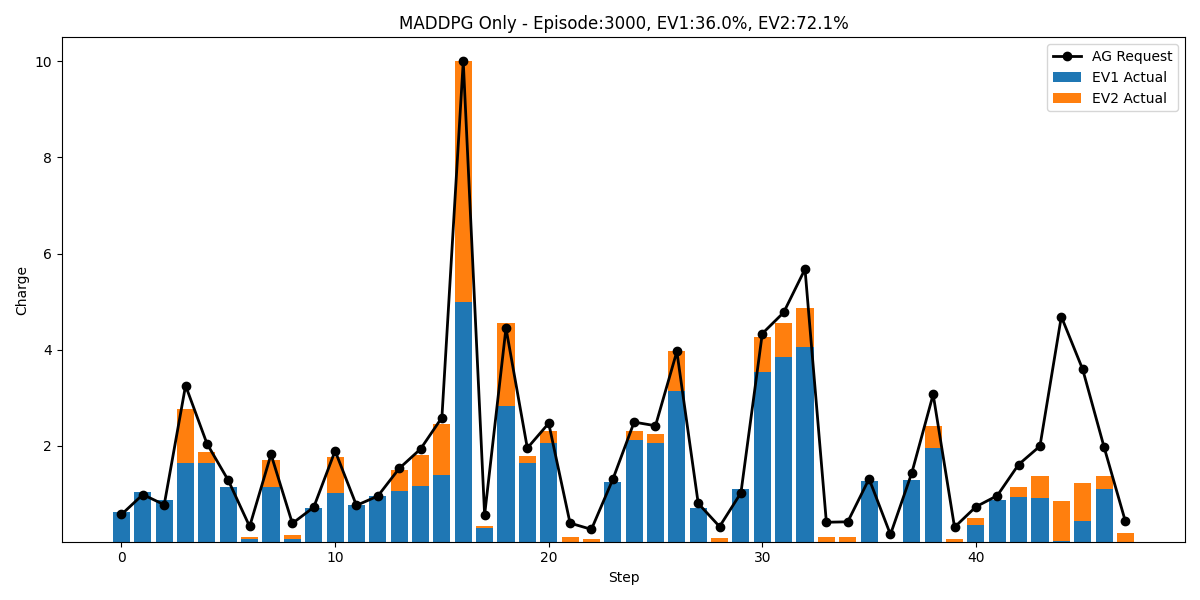 MADDPG Only - Episode:3000, EV1:36.0%, EV2:72.1%
AG Request
EV1 Actual
EV2 Actual
Charge
10
8
6
4
2
0 10 20 30 40
Step